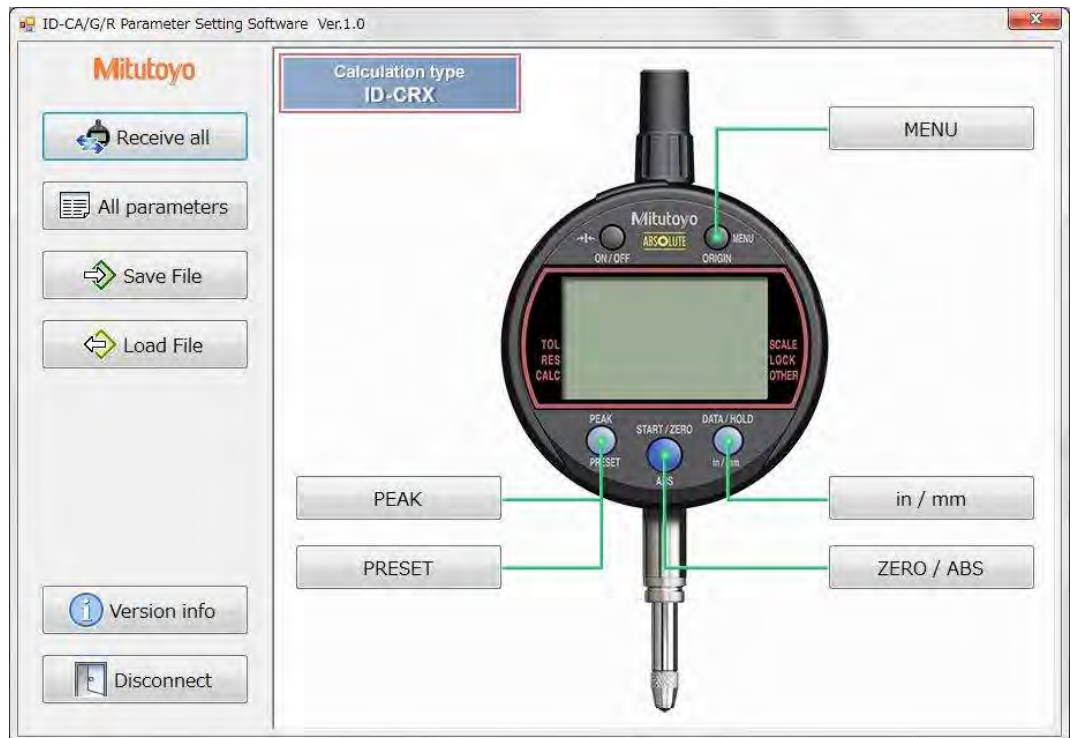 ID-CA/G/R Parameter Setting Software Ver.1.0
Mitutoyo
Receive all
All parameters
Save File
Load File
Version info
Disconnect
Calculation type
ID-CRX
MENU
Mitutoyo
ABSOLUTE
ON / OFF
MENU
ORIGIN
TOL
RES
CALC
SCALE
LOCK
OTHER
PEAK
PRESET
START / ZERO
ABS
DATA / HOLD
in / mm
PEAK
PRESET
in / mm
ZERO / ABS